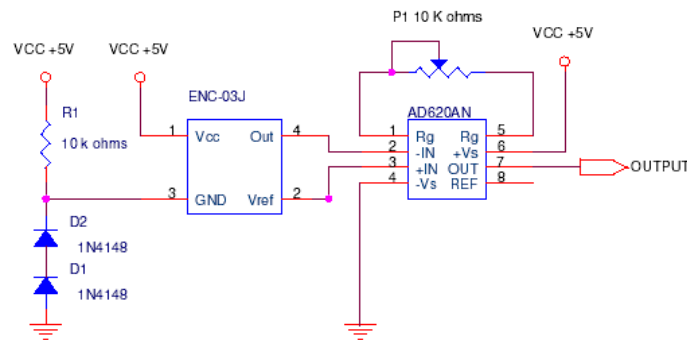 P1 10 K ohms
VCC +5V
VCC +5V
VCC +5V
R1
10 k ohms
ENC-03J
1 Vcc Out 4
3 GND Vref 2
AD620AN
1 Rg Rg 5
2 -IN +Vs 6
3 +IN OUT 7
4 -Vs REF 8
OUTPUT
D2
1N4148
D1
1N4148